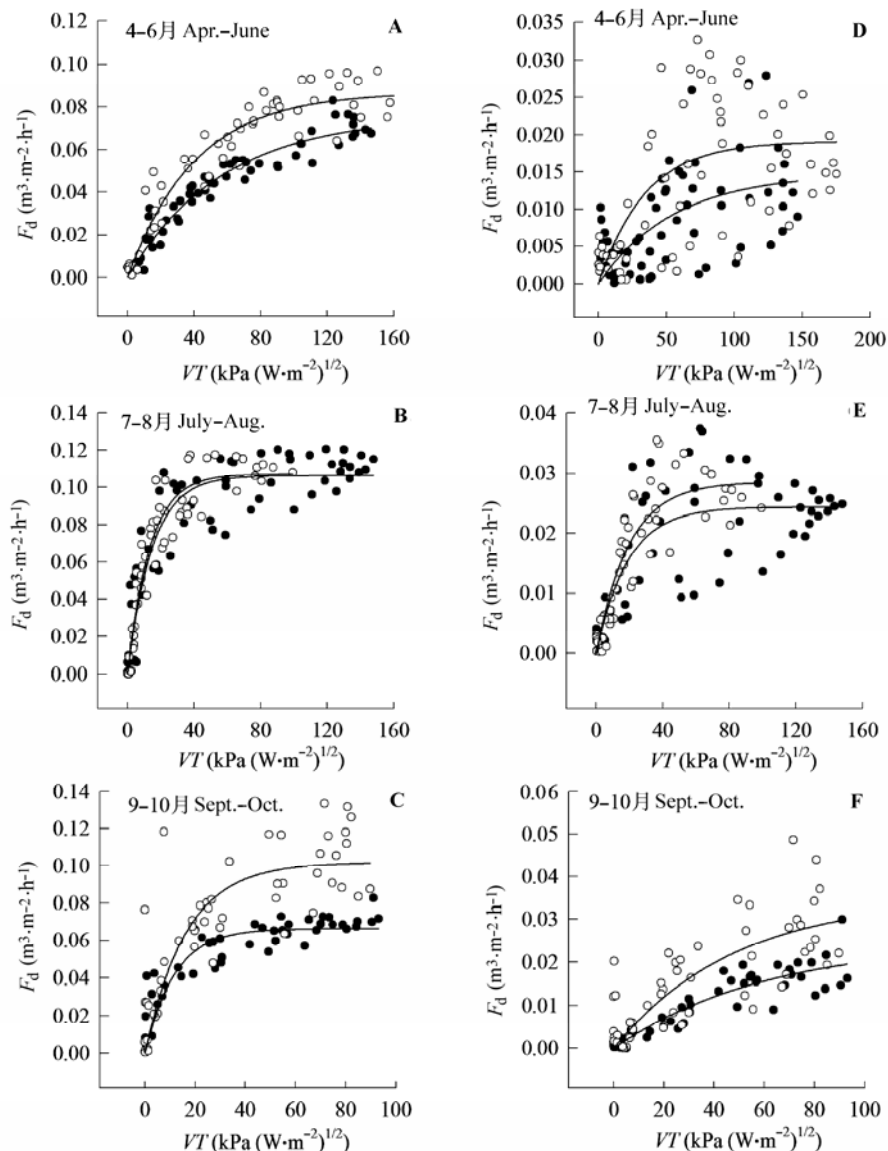 4–6月 Apr.–June
A
0.12
0.10
0.08
0.06
0.04
0.02
0.00
F_d (m³·m⁻²·h⁻¹)
0 40 80 120 160
VT (kPa (W·m⁻²)^{1/2})
4–6月 Apr.–June
D
0.035
0.030
0.025
0.020
0.015
0.010
0.005
0.000
F_d (m³·m⁻²·h⁻¹)
0 50 100 150 200
VT (kPa (W·m⁻²)^{1/2})
7–8月 July–Aug.
B
0.14
0.12
0.10
0.08
0.06
0.04
0.02
0.00
F_d (m³·m⁻²·h⁻¹)
0 40 80 120 160
VT (kPa (W·m⁻²)^{1/2})
7–8月 July–Aug.
E
0.04
0.03
0.02
0.01
0.00
F_d (m³·m⁻²·h⁻¹)
0 40 80 120 160
VT (kPa (W·m⁻²)^{1/2})
9–10月 Sept.–Oct.
C
0.14
0.12
0.10
0.08
0.06
0.04
0.02
0.00
F_d (m³·m⁻²·h⁻¹)
0 20 40 60 80 100
VT (kPa (W·m⁻²)^{1/2})
9–10月 Sept.–Oct.
F
0.06
0.05
0.04
0.03
0.02
0.01
0.00
F_d (m³·m⁻²·h⁻¹)
0 20 40 60 80 100
VT (kPa (W·m⁻²)^{1/2})